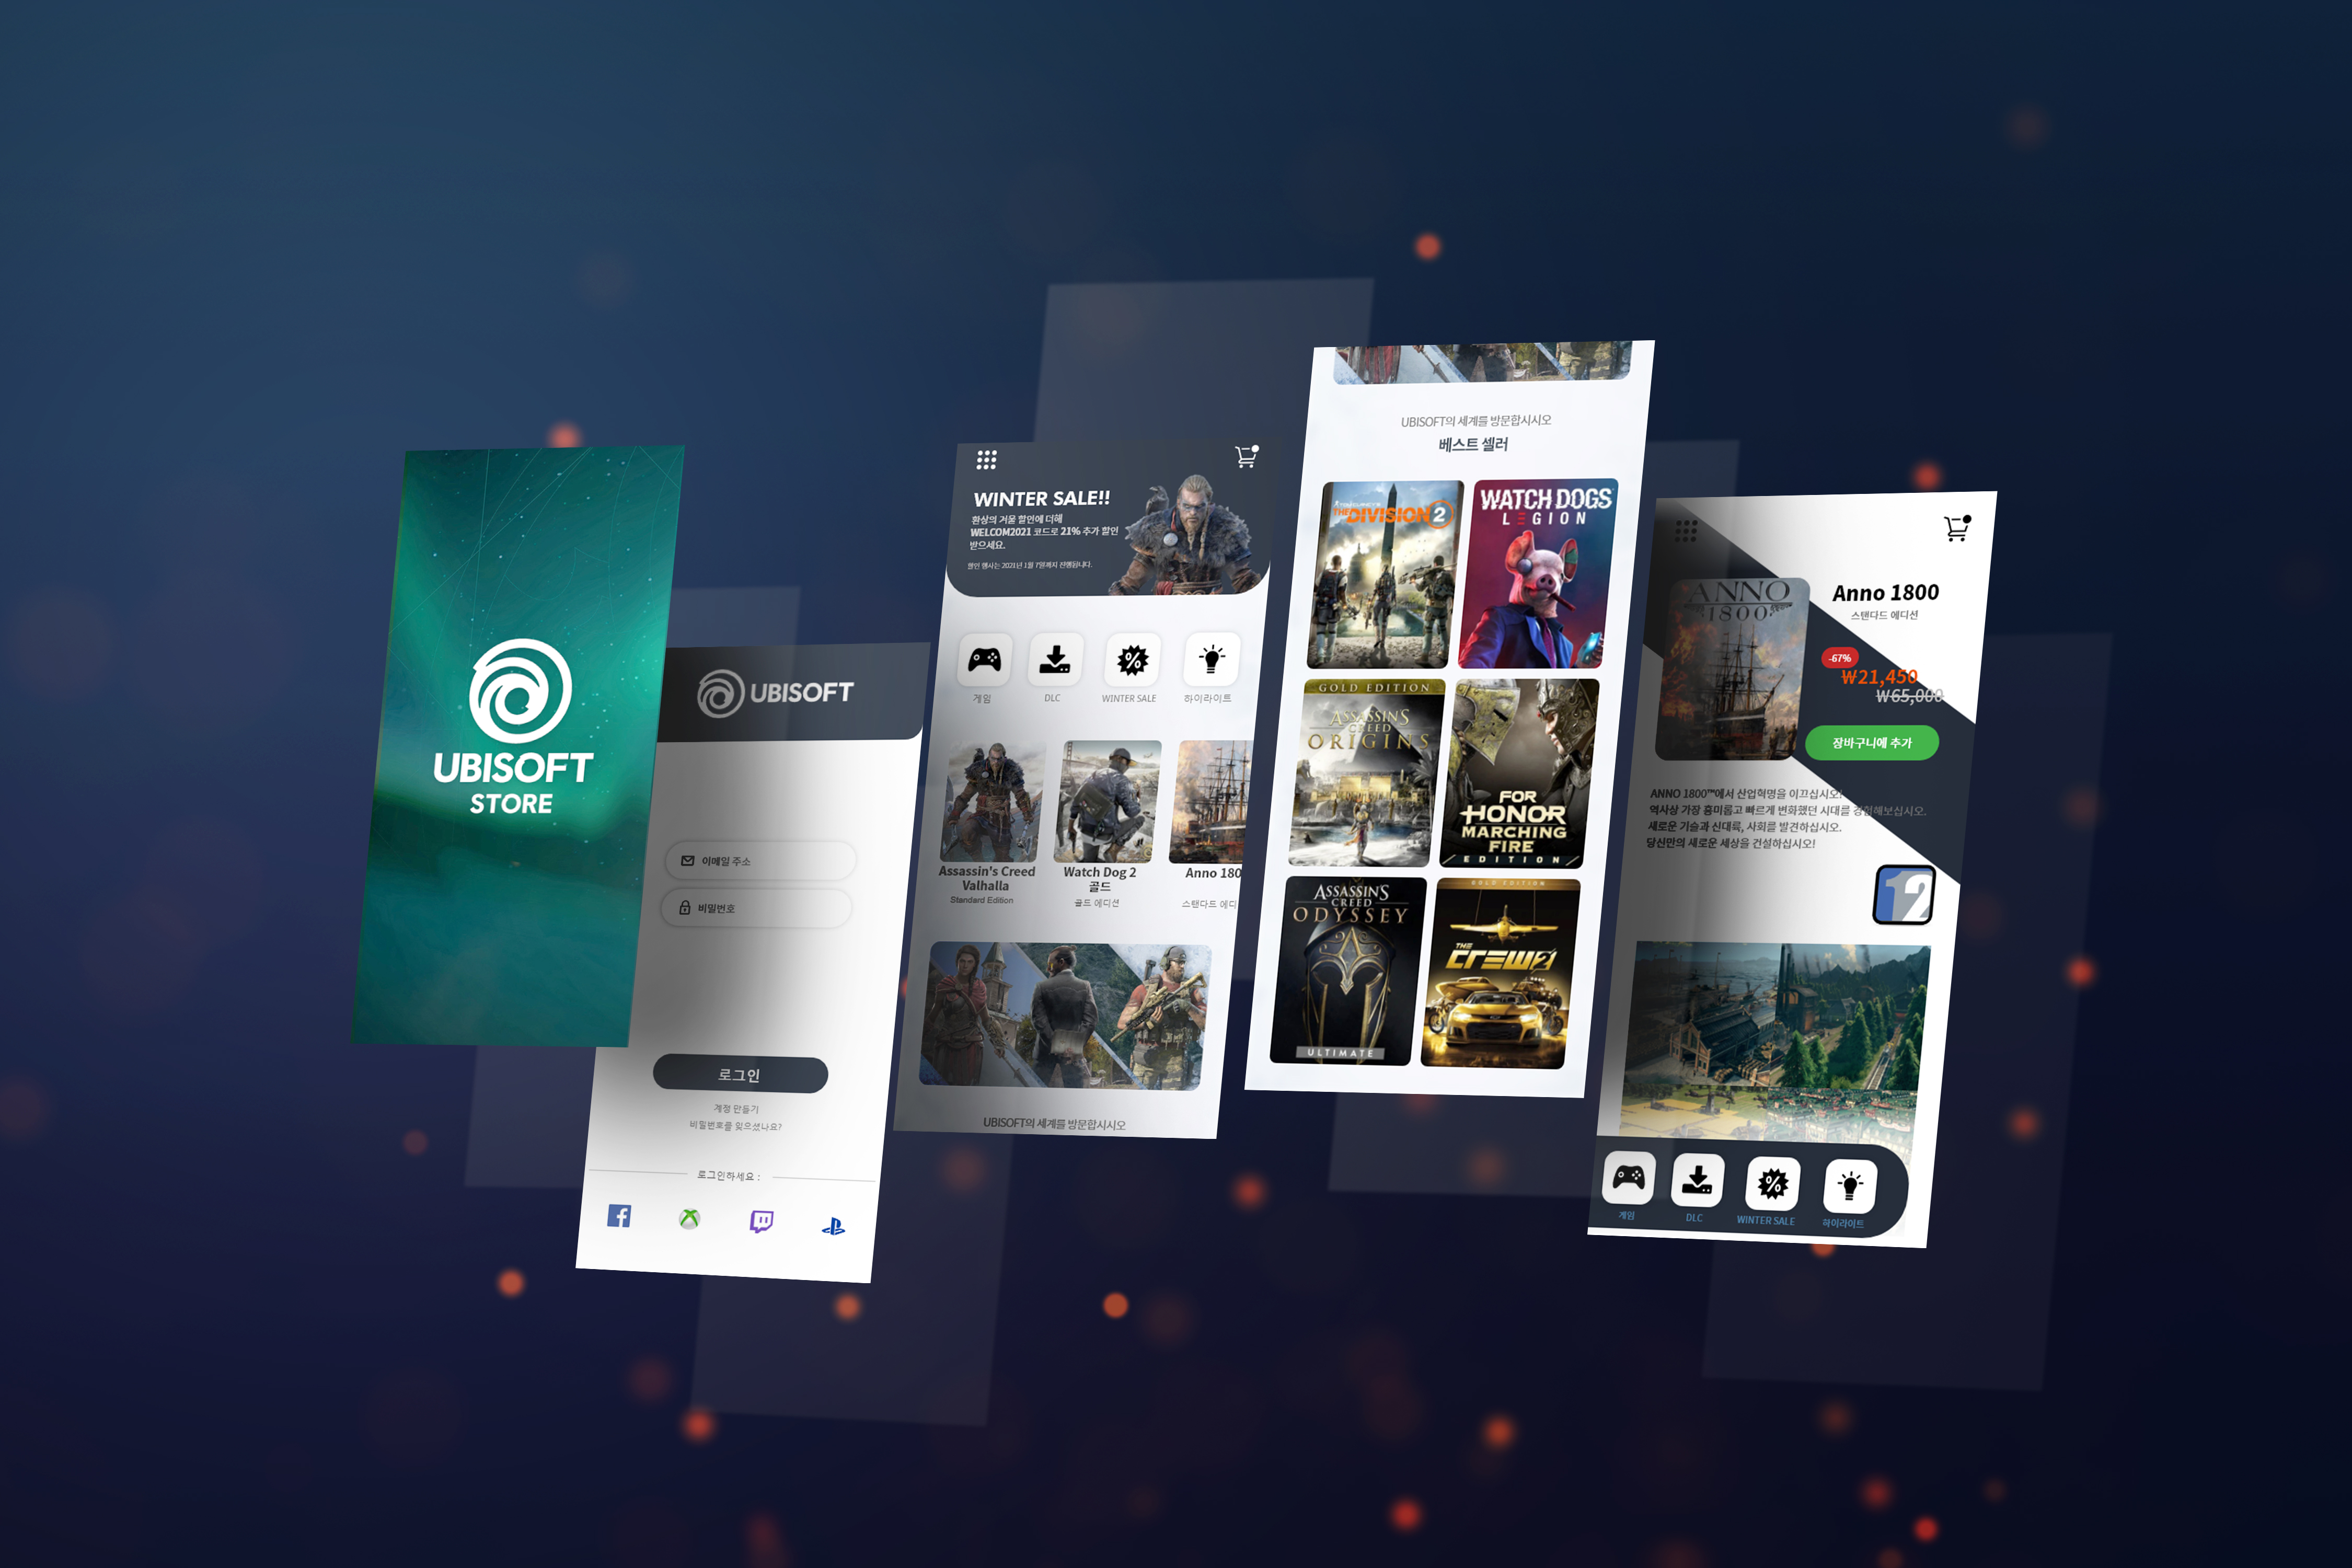 UBISOFT
STORE
UBISOFT
이메일 주소
비밀번호
로그인
계정 만들기
비밀번호를 잊으셨나요?
로그인하세요 :
WINTER SALE!!
환상의 겨울 할인에 더해
WELCOM2021 코드로 21% 추가 할인
받으세요.
할인 행사는 2021년 1월 7일까지 진행됩니다.
게임
DLC
WINTER SALE
하이라이트
Assassin's Creed
Valhalla
Standard Edition
Watch Dog 2
골드
골드 에디션
Anno 180
스탠다드 에디
UBISOFT의 세계를 방문합시시오
UBISOFT의 세계를 방문합시시오
베스트 셀러
THE DIVISION 2
WATCH DOGS
LEGION
GOLD EDITION
ASSASSIN'S
CREED
ORIGINS
FOR
HONOR
MARCHING
FIRE
EDITION
ASSASSIN'S
CREED
ODYSSEY
ULTIMATE
GOLD EDITION
THE
CREW 2
ANNO
1800
Anno 1800
스탠다드 에디션
-67%
₩21,450
₩65,000
장바구니에 추가
ANNO 1800™에서 산업혁명을 이끄십시오!
역사상 가장 흥미롭고 빠르게 변화했던 시대를 경험해보십시오.
새로운 기술과 신대륙, 사회를 발견하십시오.
당신만의 새로운 세상을 건설하십시오!
12
게임
DLC
WINTER SALE
하이라이트